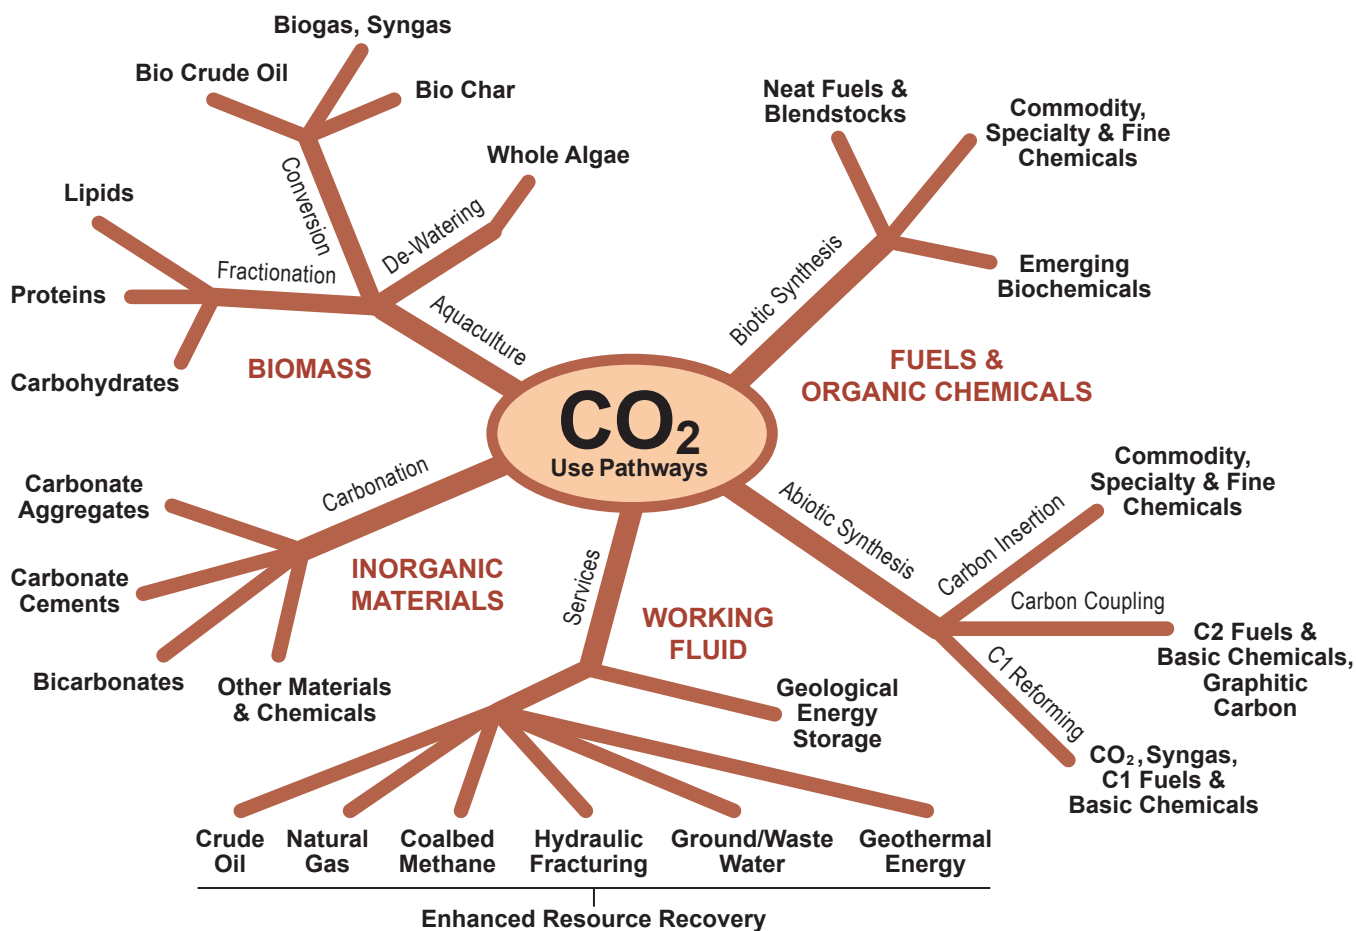 Biogas, Syngas
Bio Crude Oil
Bio Char
Whole Algae
Lipids
Conversion
De-Watering
Fractionation
Proteins
Aquaculture
Carbohydrates
BIOMASS
Neat Fuels &
Blendstocks
Commodity,
Specialty & Fine
Chemicals
Emerging
Biochemicals
Biotic Synthesis
FUELS &
ORGANIC CHEMICALS
CO₂
Use Pathways
Carbonation
Carbonate
Aggregates
Carbonate
Cements
Bicarbonates
Other Materials
& Chemicals
INORGANIC
MATERIALS
Services
WORKING
FLUID
Geological
Energy
Storage
Abiotic Synthesis
Carbon Insertion
Commodity,
Specialty & Fine
Chemicals
Carbon Coupling
C2 Fuels &
Basic Chemicals,
Graphitic
Carbon
C1 Reforming
CO₂, Syngas,
C1 Fuels &
Basic Chemicals
Crude
Oil
Natural
Gas
Coalbed
Methane
Hydraulic
Fracturing
Ground/Waste
Water
Geothermal
Energy
Enhanced Resource Recovery